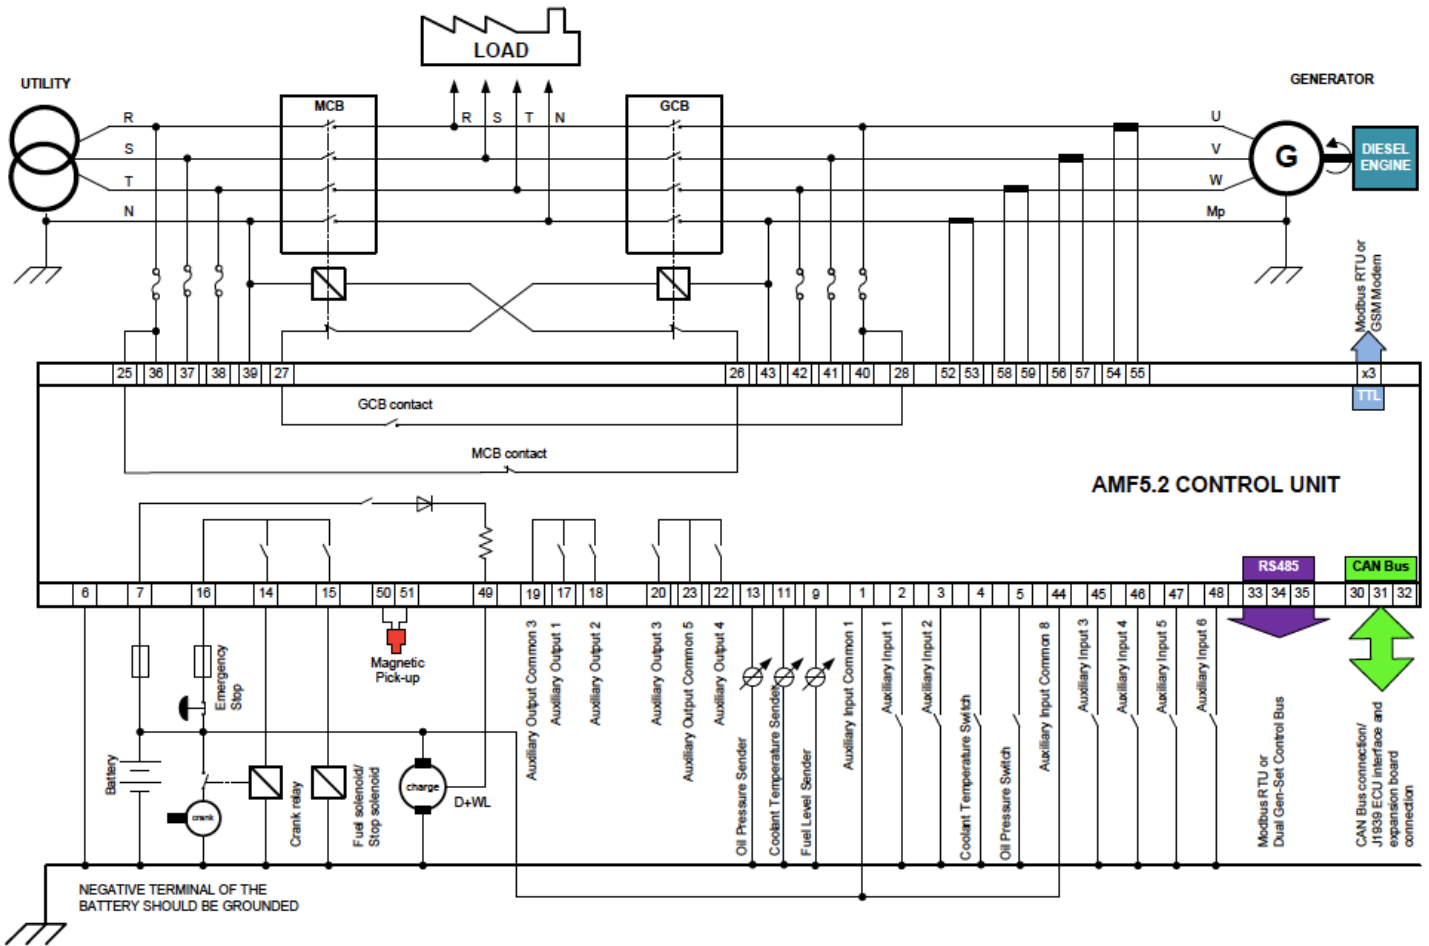 LOAD
UTILITY
GENERATOR
MCB
GCB
R
R S T N
U
S
V
G
DIESEL
ENGINE
T
W
N
Mp
Modbus RTU or
GSM Modem
25 36 37 38 39 27 26 43 42 41 40 28 52 53 58 59 56 57 54 55 x3
TTL
GCB contact
MCB contact
AMF5.2 CONTROL UNIT
RS485
CAN Bus
6 7 16 14 15 50 51 49 19 17 18 20 23 22 13 11 9 1 2 3 4 5 44 45 46 47 48 33 34 35 30 31 32
Emergency
Stop
Magnetic
Pick-up
Auxiliary Output Common 3
Auxiliary Output 1
Auxiliary Output 2
Auxiliary Output 3
Auxiliary Output Common 5
Auxiliary Output 4
Oil Pressure Sender
Coolant Temperature Sender
Fuel Level Sender
Auxiliary Input Common 1
Auxiliary Input 1
Auxiliary Input 2
Coolant Temperature Switch
Oil Pressure Switch
Auxiliary Input Common 8
Auxiliary Input 3
Auxiliary Input 4
Auxiliary Input 5
Auxiliary Input 6
Modbus RTU or
Dual Gen-Set Control Bus
CAN Bus connection/
J1939 ECU interface and
expansion board
connection
Battery
crank
Crank relay
Fuel solenoid/
Stop solenoid
charge
D+WL
NEGATIVE TERMINAL OF THE
BATTERY SHOULD BE GROUNDED